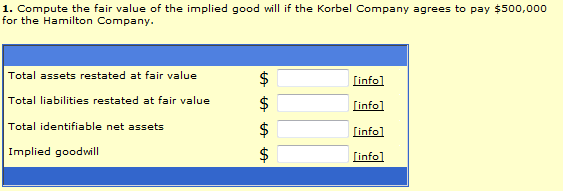 1. Compute the fair value of the implied good will if the Korbel Company agrees to pay $500,000
for the Hamilton Company.
Total assets restated at fair value $ [info]
Total liabilities restated at fair value $ [info]
Total identifiable net assets $ [info]
Implied goodwill $ [info]